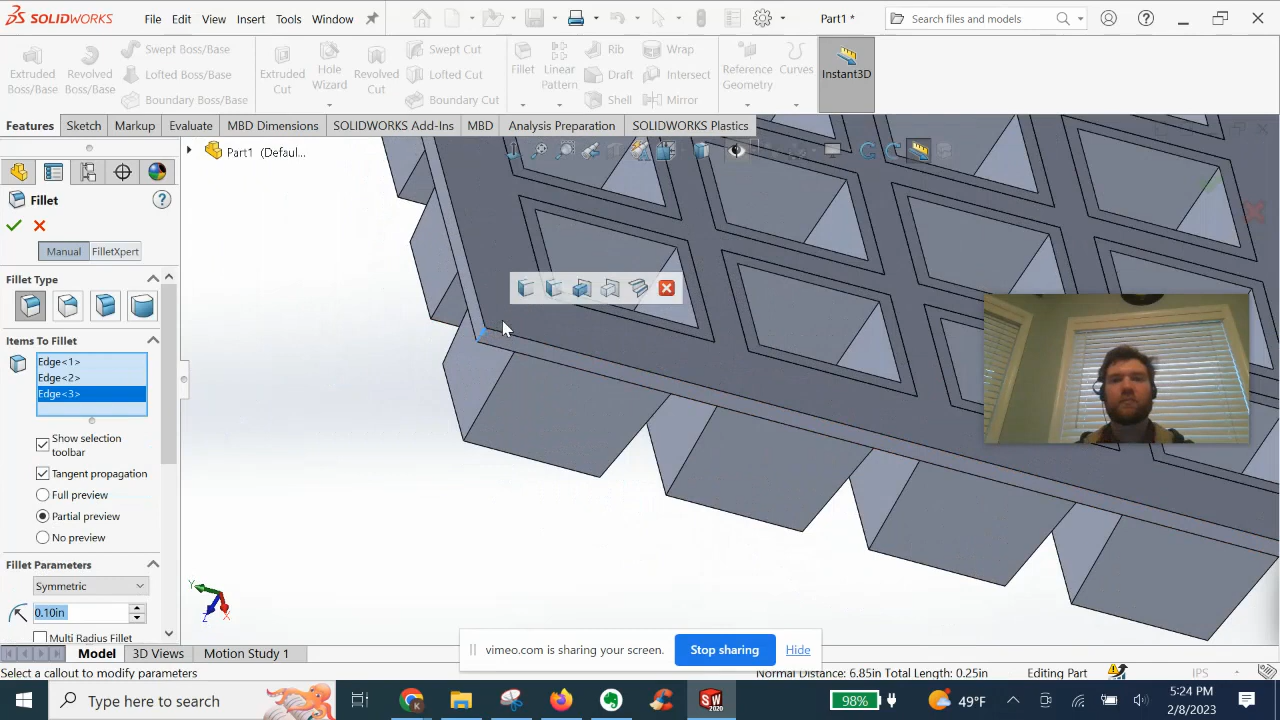 SOLIDWORKS File Edit View Insert Tools Window Part1 * Search files and models
Extruded Boss/Base
Revolved Boss/Base
Swept Boss/Base
Lofted Boss/Base
Boundary Boss/Base
Extruded Cut
Hole Wizard
Revolved Cut
Swept Cut
Lofted Cut
Boundary Cut
Fillet
Linear Pattern
Rib
Draft
Shell
Wrap
Intersect
Mirror
Reference Geometry
Curves
Instant3D
Features Sketch Markup Evaluate MBD Dimensions SOLIDWORKS Add-Ins MBD Analysis Preparation SOLIDWORKS Plastics
Part1 (Defaul...
Fillet
Manual FilletXpert
Fillet Type
Items To Fillet
Edge<1>
Edge<2>
Edge<3>
Show selection
toolbar
Tangent propagation
Full preview
Partial preview
No preview
Fillet Parameters
Symmetric
0.10in
Multi Radius Fillet
Y
X
Z
vimeo.com is sharing your screen. Stop sharing Hide
Model 3D Views Motion Study 1
Select a callout to modify parameters Normal Distance: 6.85in Total Length: 0.25in Editing Part IPS
Type here to search
SW
2020
98%
49°F
5:24 PM
2/8/2023